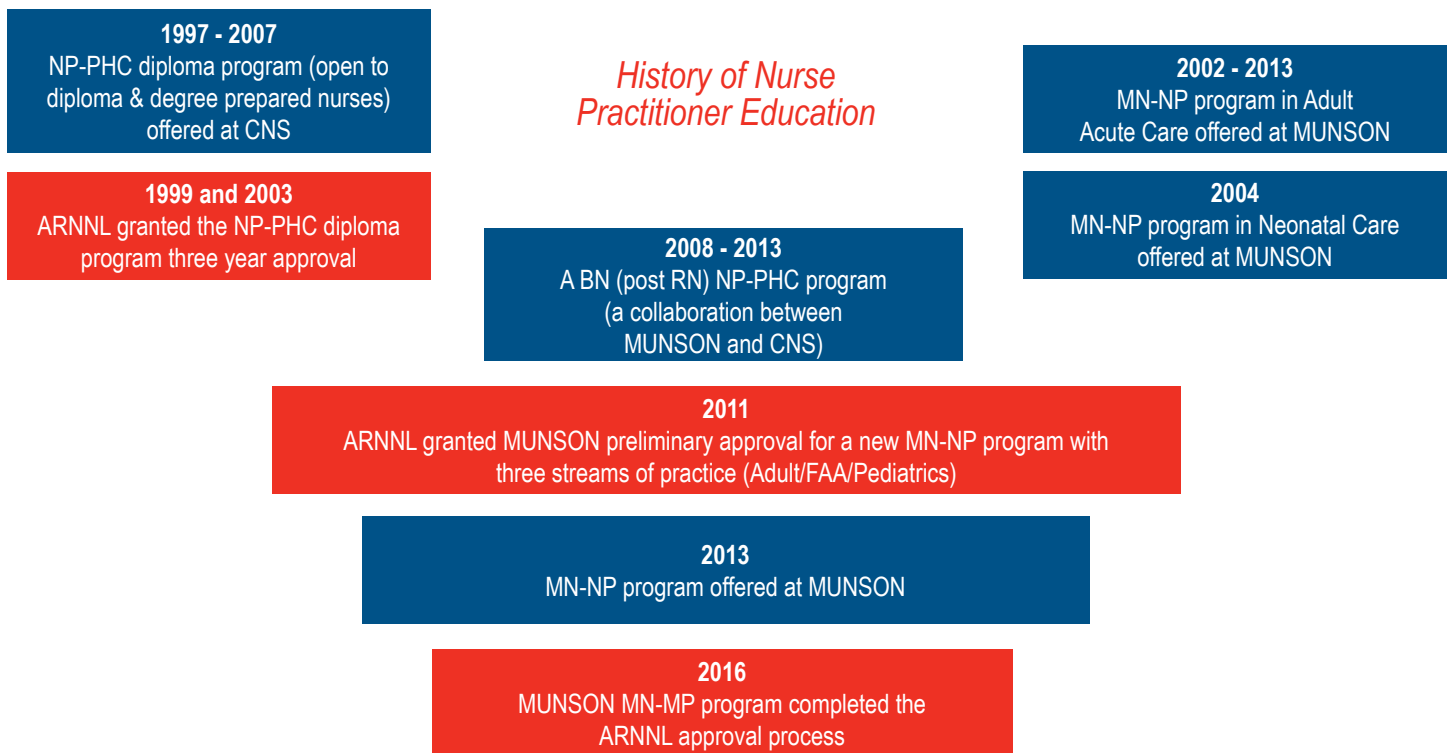 1997 - 2007
NP-PHC diploma program (open to
diploma & degree prepared nurses)
offered at CNS
1999 and 2003
ARNNL granted the NP-PHC diploma
program three year approval
History of Nurse
Practitioner Education
2002 - 2013
MN-NP program in Adult
Acute Care offered at MUNSON
2004
MN-NP program in Neonatal Care
offered at MUNSON
2008 - 2013
A BN (post RN) NP-PHC program
(a collaboration between
MUNSON and CNS)
2011
ARNNL granted MUNSON preliminary approval for a new MN-NP program with
three streams of practice (Adult/FAA/Pediatrics)
2013
MN-NP program offered at MUNSON
2016
MUNSON MN-MP program completed the
ARNNL approval process